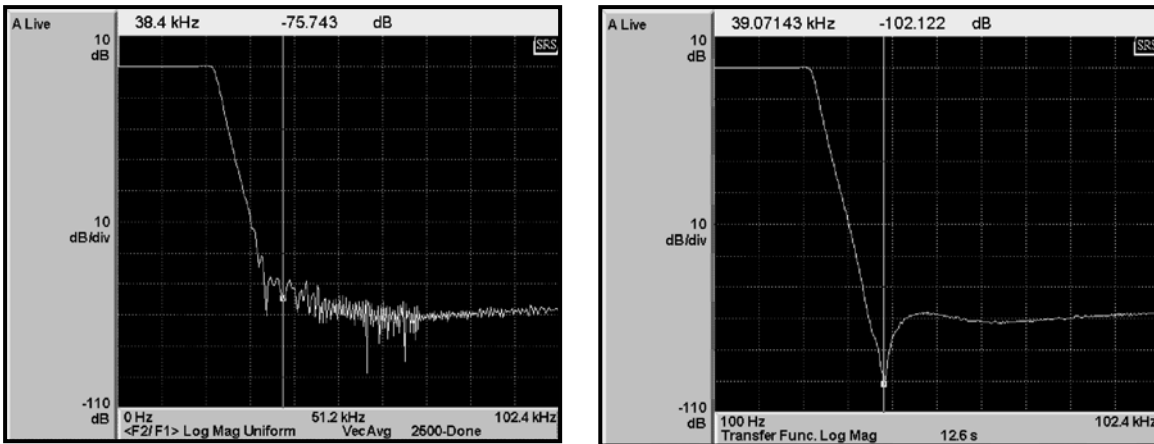 A Live 38.4 kHz -75.743 dB
10
dB
SRS
10
dB/div
-110
dB
0 Hz 51.2 kHz 102.4 kHz
<F2/F1> Log Mag Uniform VecAvg 2500-Done
A Live 39.07143 kHz -102.122 dB
10
dB
SRS
10
dB/div
-110
dB
100 Hz 102.4 kHz
Transfer Func. Log Mag 12.6 s